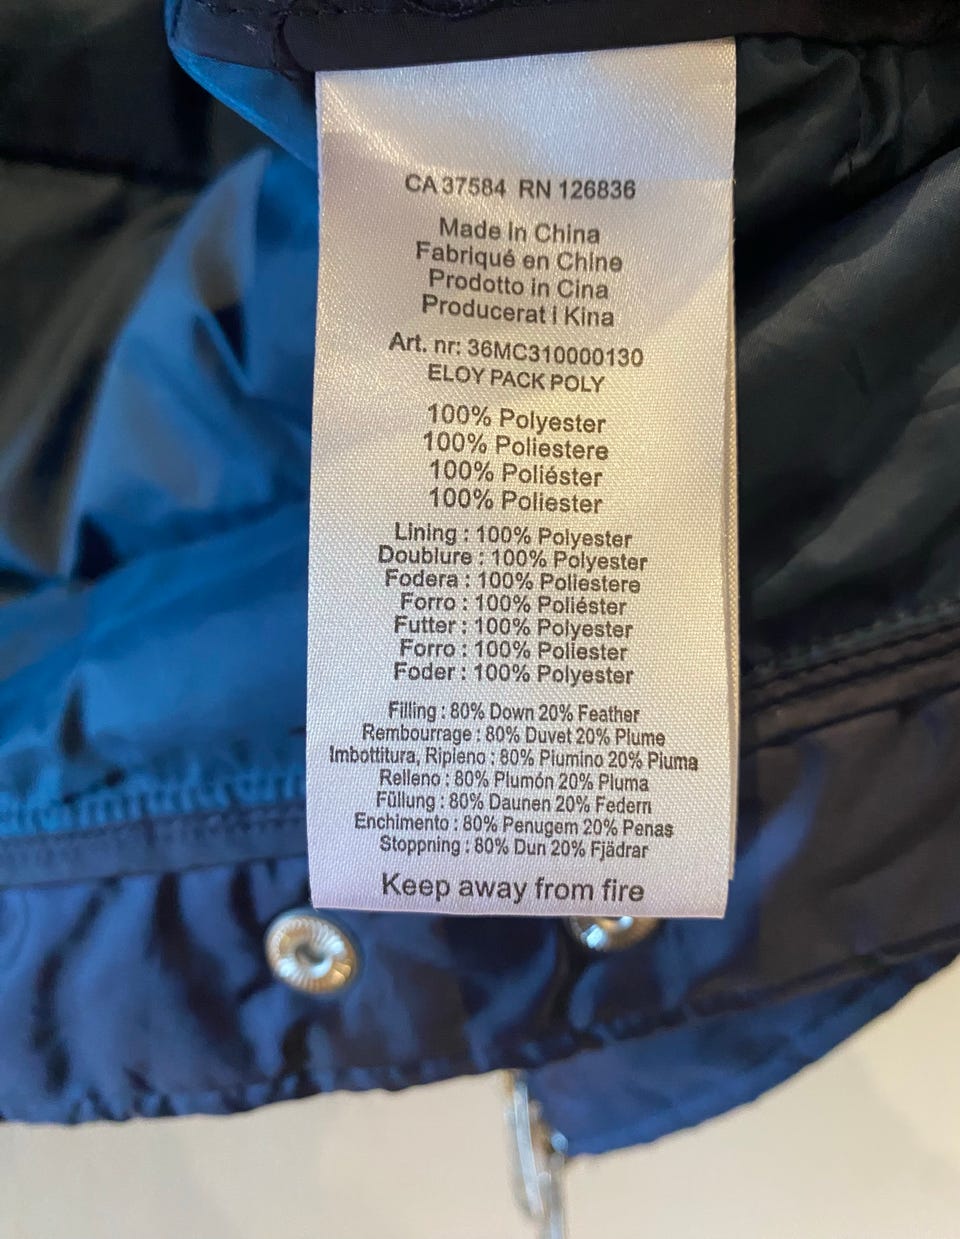 CA 37584 RN 126836
Made in China
Fabriqué en Chine
Prodotto in Cina
Producerat i Kina
Art. nr: 36MC310000130
ELOY PACK POLY
100% Polyester
100% Poliestere
100% Poliéster
100% Poliester
Lining : 100% Polyester
Doublure : 100% Polyester
Fodera : 100% Poliestere
Forro : 100% Poliéster
Futter : 100% Polyester
Forro : 100% Poliester
Foder : 100% Polyester
Filling : 80% Down 20% Feather
Rembourrage : 80% Duvet 20% Plume
Imbottitura, Ripieno : 80% Piumino 20% Piuma
Relleno : 80% Plumón 20% Pluma
Füllung : 80% Daunen 20% Federn
Enchimento : 80% Penugem 20% Penas
Stoppning : 80% Dun 20% Fjädrar
Keep away from fire